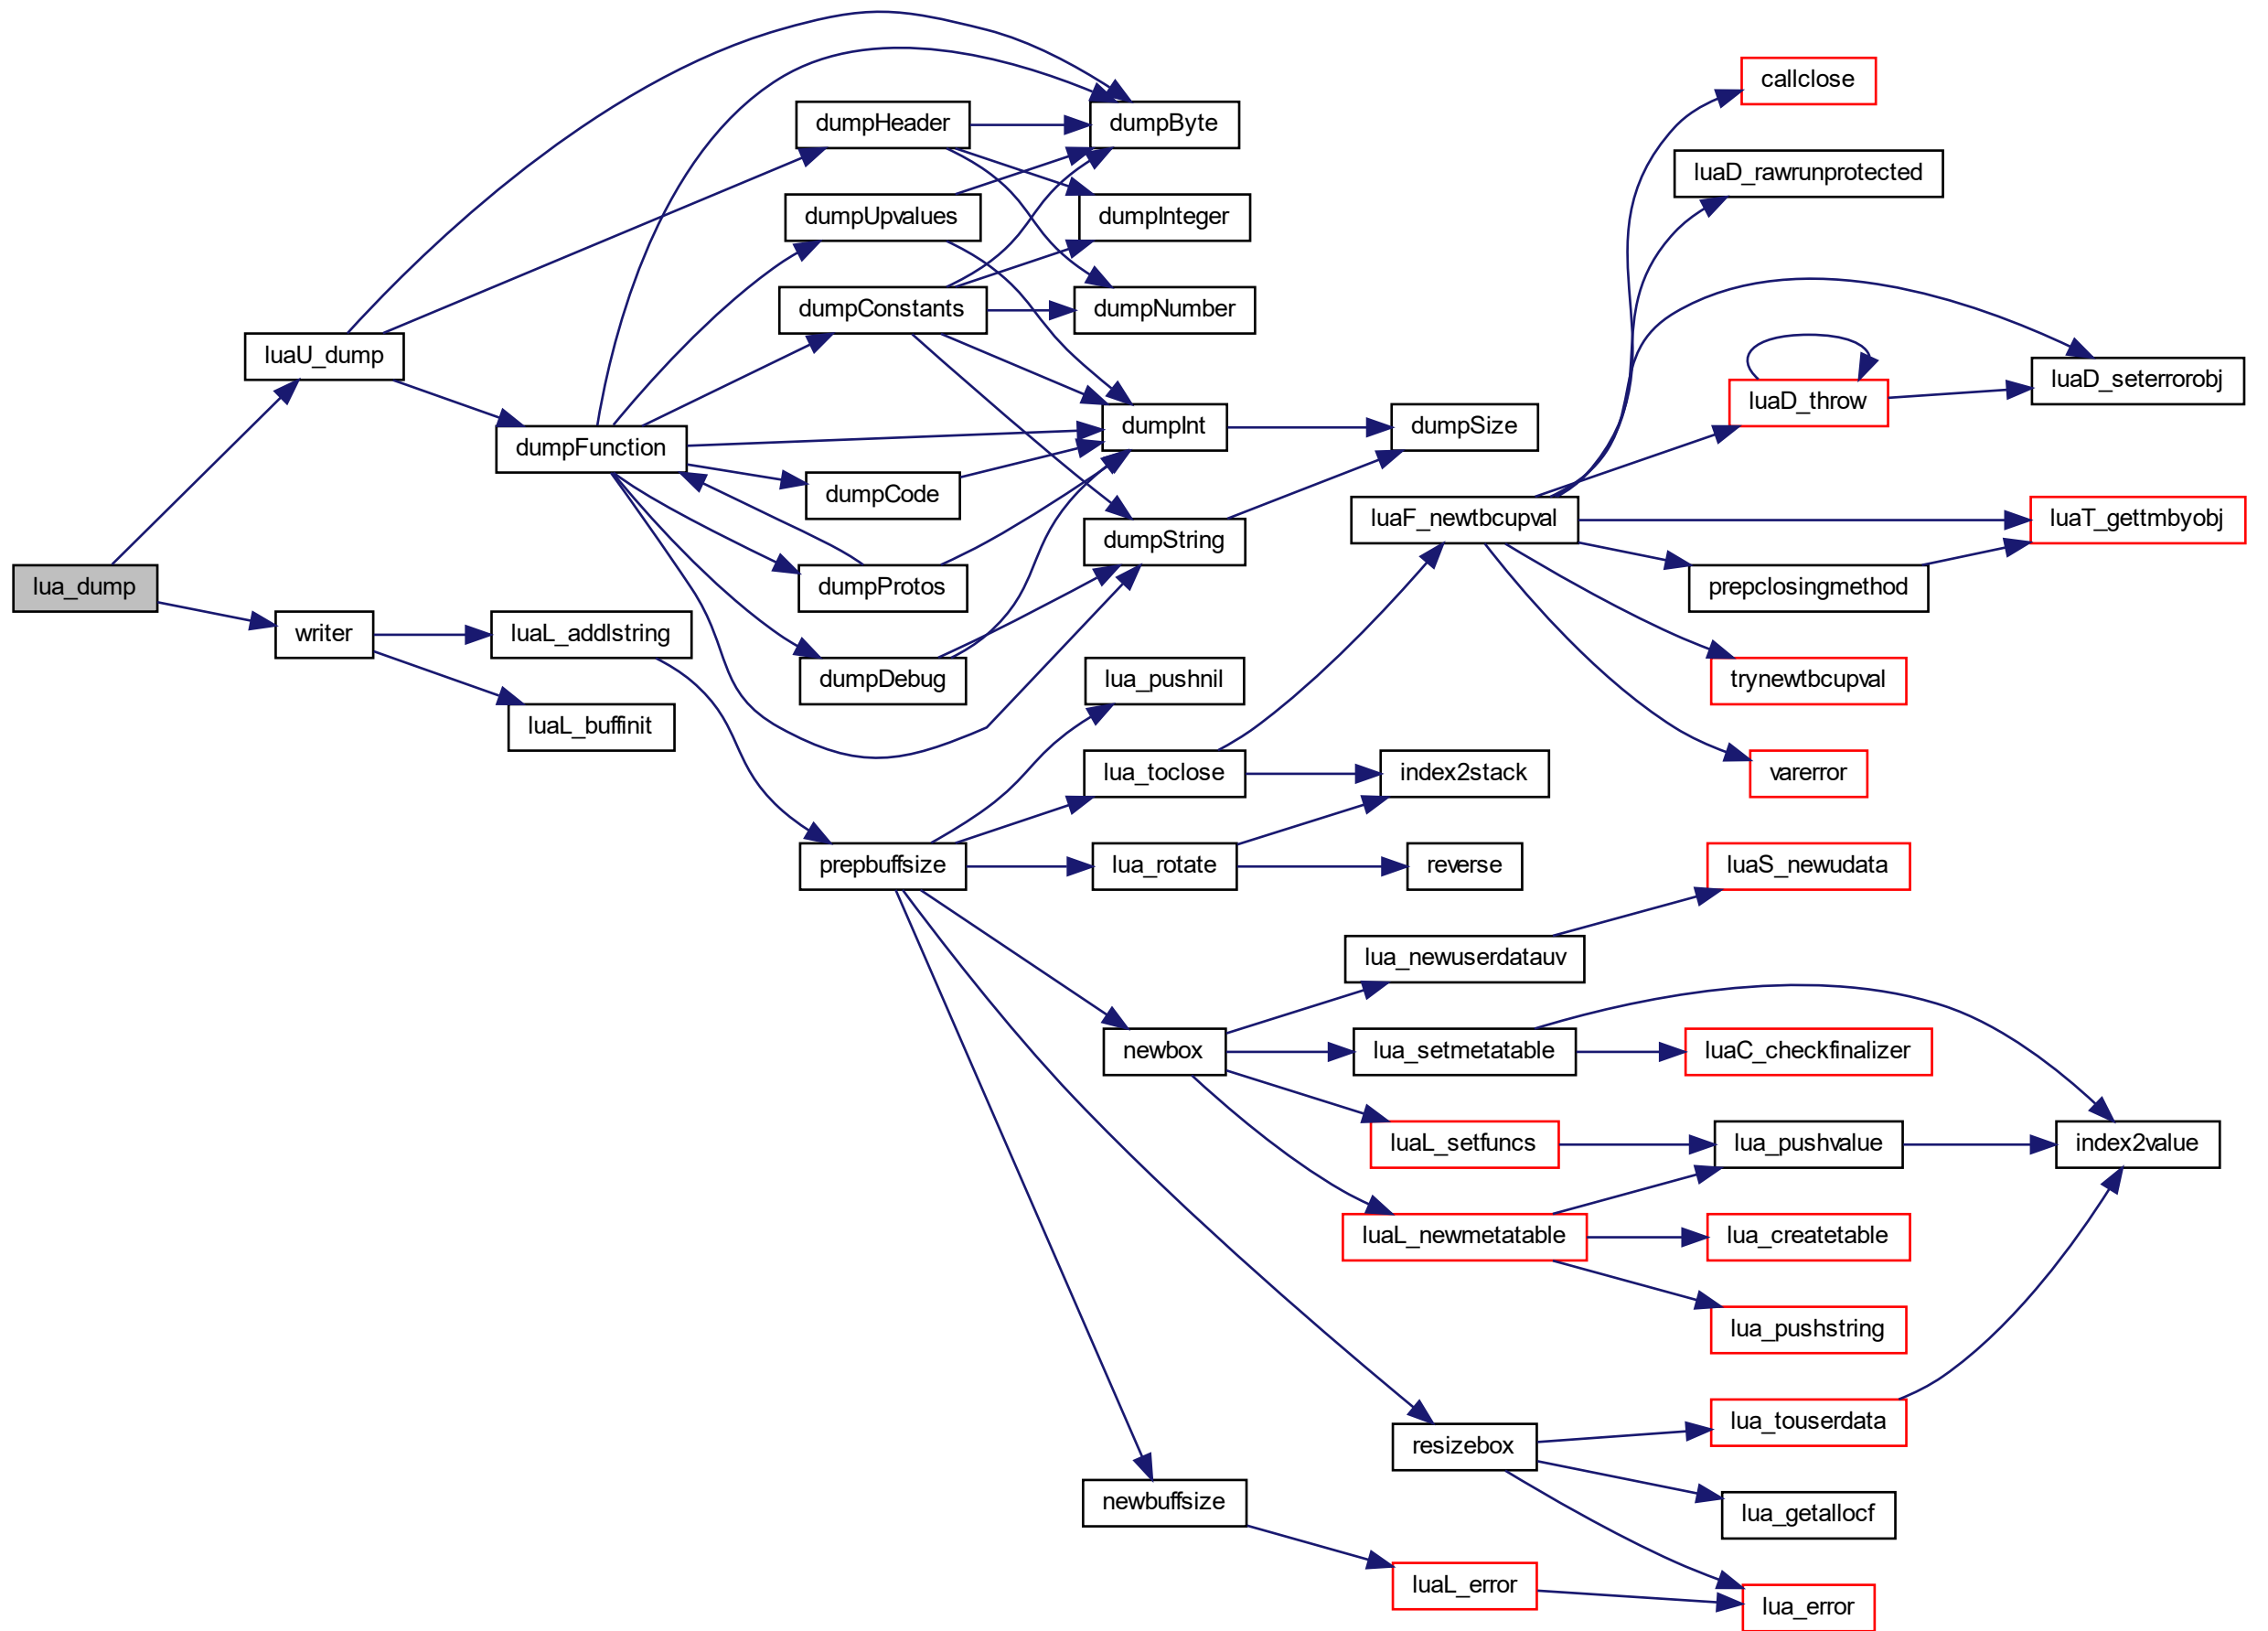 lua_dump
luaU_dump
writer
dumpFunction
luaL_addlstring
luaL_buffinit
dumpHeader
dumpUpvalues
dumpConstants
dumpCode
dumpProtos
dumpDebug
prepbuffsize
dumpByte
dumpInteger
dumpNumber
dumpInt
dumpString
lua_pushnil
lua_toclose
lua_rotate
newbox
newbuffsize
dumpSize
luaF_newtbcupval
index2stack
reverse
lua_newuserdatauv
lua_setmetatable
luaL_setfuncs
luaL_newmetatable
resizebox
luaL_error
callclose
luaD_rawrunprotected
luaD_throw
prepclosingmethod
trynewtbcupval
varerror
luaS_newudata
luaC_checkfinalizer
lua_pushvalue
lua_createtable
lua_pushstring
lua_touserdata
lua_getallocf
lua_error
luaD_seterrorobj
luaT_gettmbyobj
index2value